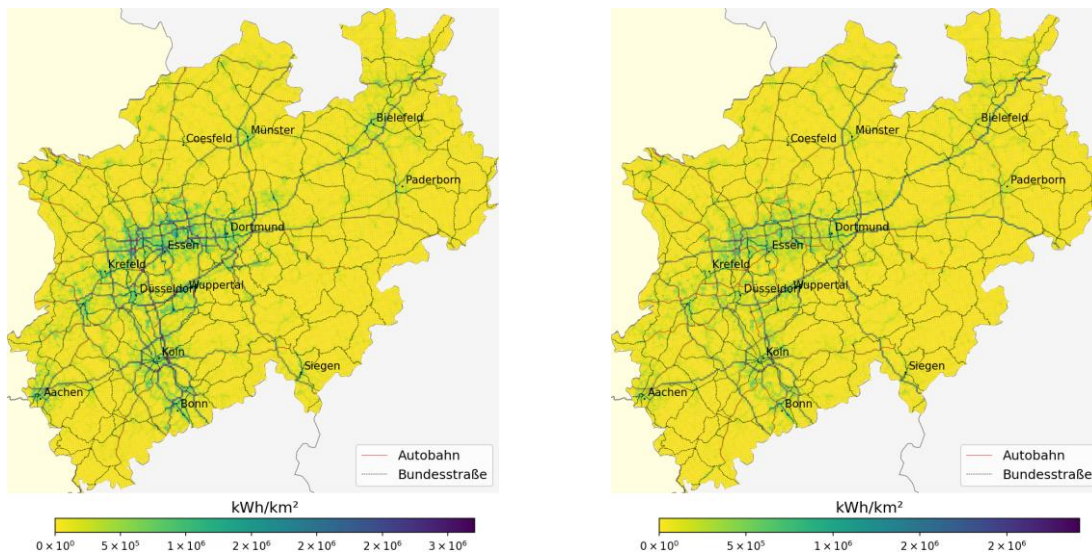 Bielefeld
Münster
Coesfeld
Paderborn
Dortmund
Essen
Krefeld
Düsseldorf
Wuppertal
Köln
Siegen
Aachen
Bonn
Autobahn
Bundesstraße
kWh/km²
0 × 10⁰ 5 × 10⁵ 1 × 10⁶ 2 × 10⁶ 2 × 10⁶ 2 × 10⁶ 3 × 10⁶
Bielefeld
Münster
Coesfeld
Paderborn
Dortmund
Essen
Krefeld
Düsseldorf
Wuppertal
Köln
Siegen
Aachen
Bonn
Autobahn
Bundesstraße
kWh/km²
0 × 10⁰ 5 × 10⁵ 1 × 10⁶ 2 × 10⁶ 2 × 10⁶